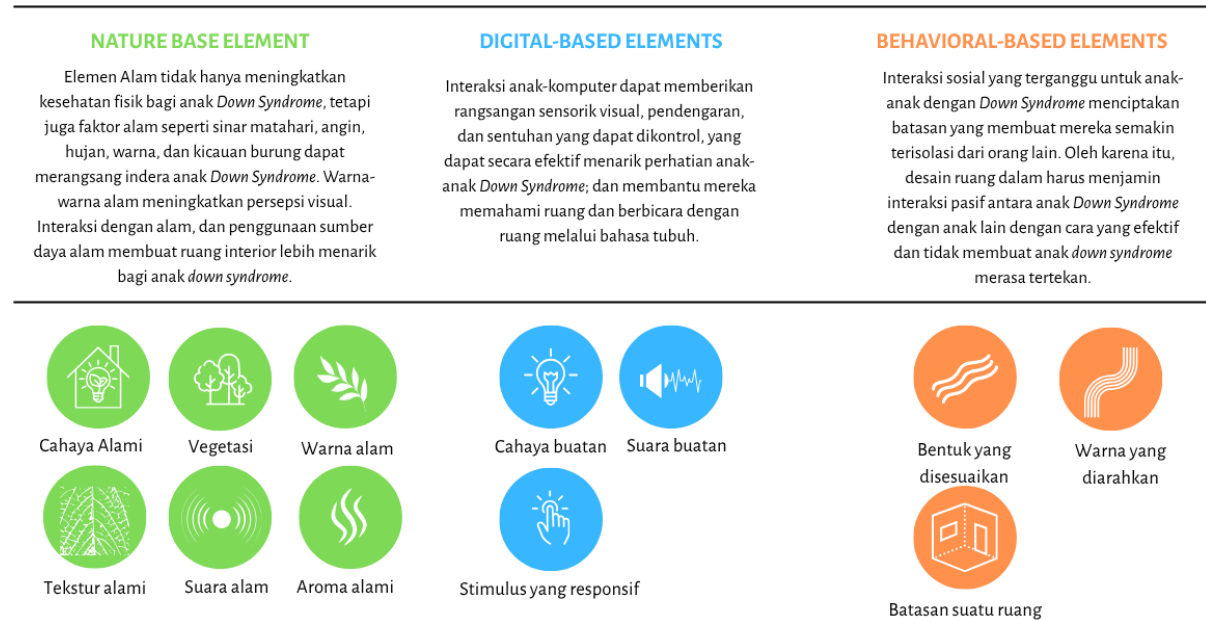 NATURE BASE ELEMENT
Elemen Alam tidak hanya meningkatkan
kesehatan fisik bagi anak Down Syndrome, tetapi
juga faktor alam seperti sinar matahari, angin,
hujan, warna, dan kicauan burung dapat
merangsang indera anak Down Syndrome. Warna-
warna alam meningkatkan persepsi visual.
Interaksi dengan alam, dan penggunaan sumber
daya alam membuat ruang interior lebih menarik
bagi anak down syndrome.
DIGITAL-BASED ELEMENTS
Interaksi anak-komputer dapat memberikan
rangsangan sensorik visual, pendengaran,
dan sentuhan yang dapat dikontrol, yang
dapat secara efektif menarik perhatian anak-
anak Down Syndrome; dan membantu mereka
memahami ruang dan berbicara dengan
ruang melalui bahasa tubuh.
BEHAVIORAL-BASED ELEMENTS
Interaksi sosial yang terganggu untuk anak-
anak dengan Down Syndrome menciptakan
batasan yang membuat mereka semakin
terisolasi dari orang lain. Oleh karena itu,
desain ruang dalam harus menjamin
interaksi pasif antara anak Down Syndrome
dengan anak lain dengan cara yang efektif
dan tidak membuat anak down syndrome
merasa tertekan.
Cahaya Alami
Vegetasi
Warna alam
Tekstur alami
Suara alam
Aroma alami
Cahaya buatan
Suara buatan
Stimulus yang responsif
Bentuk yang
disesuaikan
Warna yang
diarahkan
Batasan suatu ruang